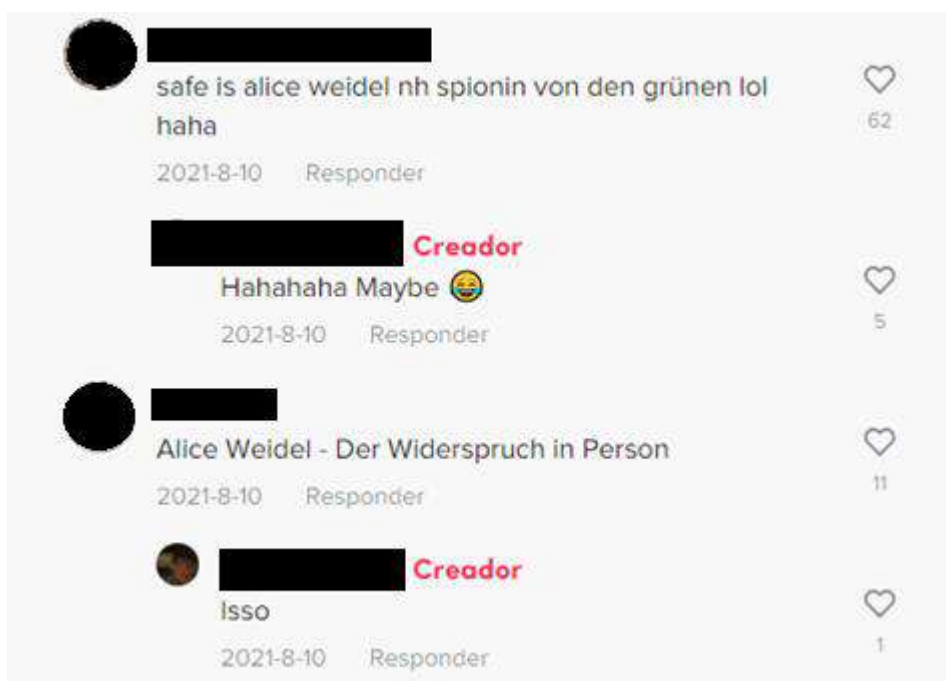 safe is alice weidel nh spionin von den grünen lol
haha
62
2021-8-10 Responder
Creador
Hahahaha Maybe 😂
5
2021-8-10 Responder
Alice Weidel - Der Widerspruch in Person
11
2021-8-10 Responder
Creador
Isso
1
2021-8-10 Responder